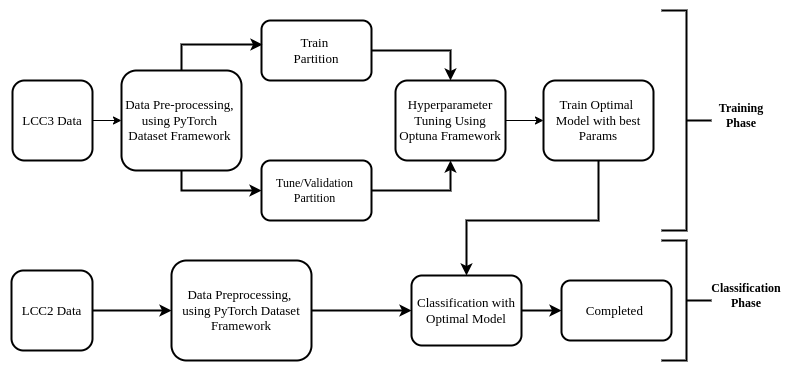 Train
Partition
LCC3 Data
Data Pre-processing,
using PyTorch
Dataset Framework
Hyperparameter
Tuning Using
Optuna Framework
Train Optimal
Model with best
Params
Training
Phase
Tune/Validation
Partition
LCC2 Data
Data Preprocessing,
using PyTorch Dataset
Framework
Classification with
Optimal Model
Completed
Classification
Phase